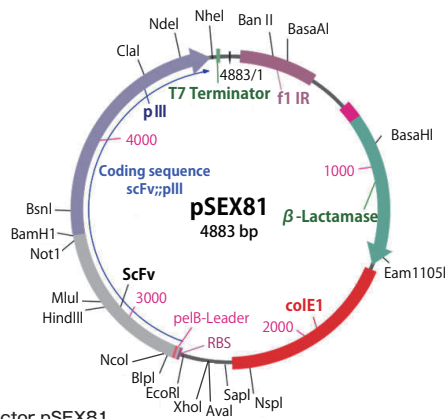 NheI
Ban II
BasaAI
NdeI
ClaI
4883/1
T7 Terminator
f1 IR
p III
4000
BasaHI
1000
Coding sequence
scFv;;pIII
pSEX81
4883 bp
β-Lactamase
BsnI
BamH1
Not1
Eam1105I
ScFv
MluI
3000
HindIII
pelB-Leader
colE1
2000
RBS
NcoI
BlpI
EcoRI
XhoI
AvaI
SapI
NspI
ctor pSEX81